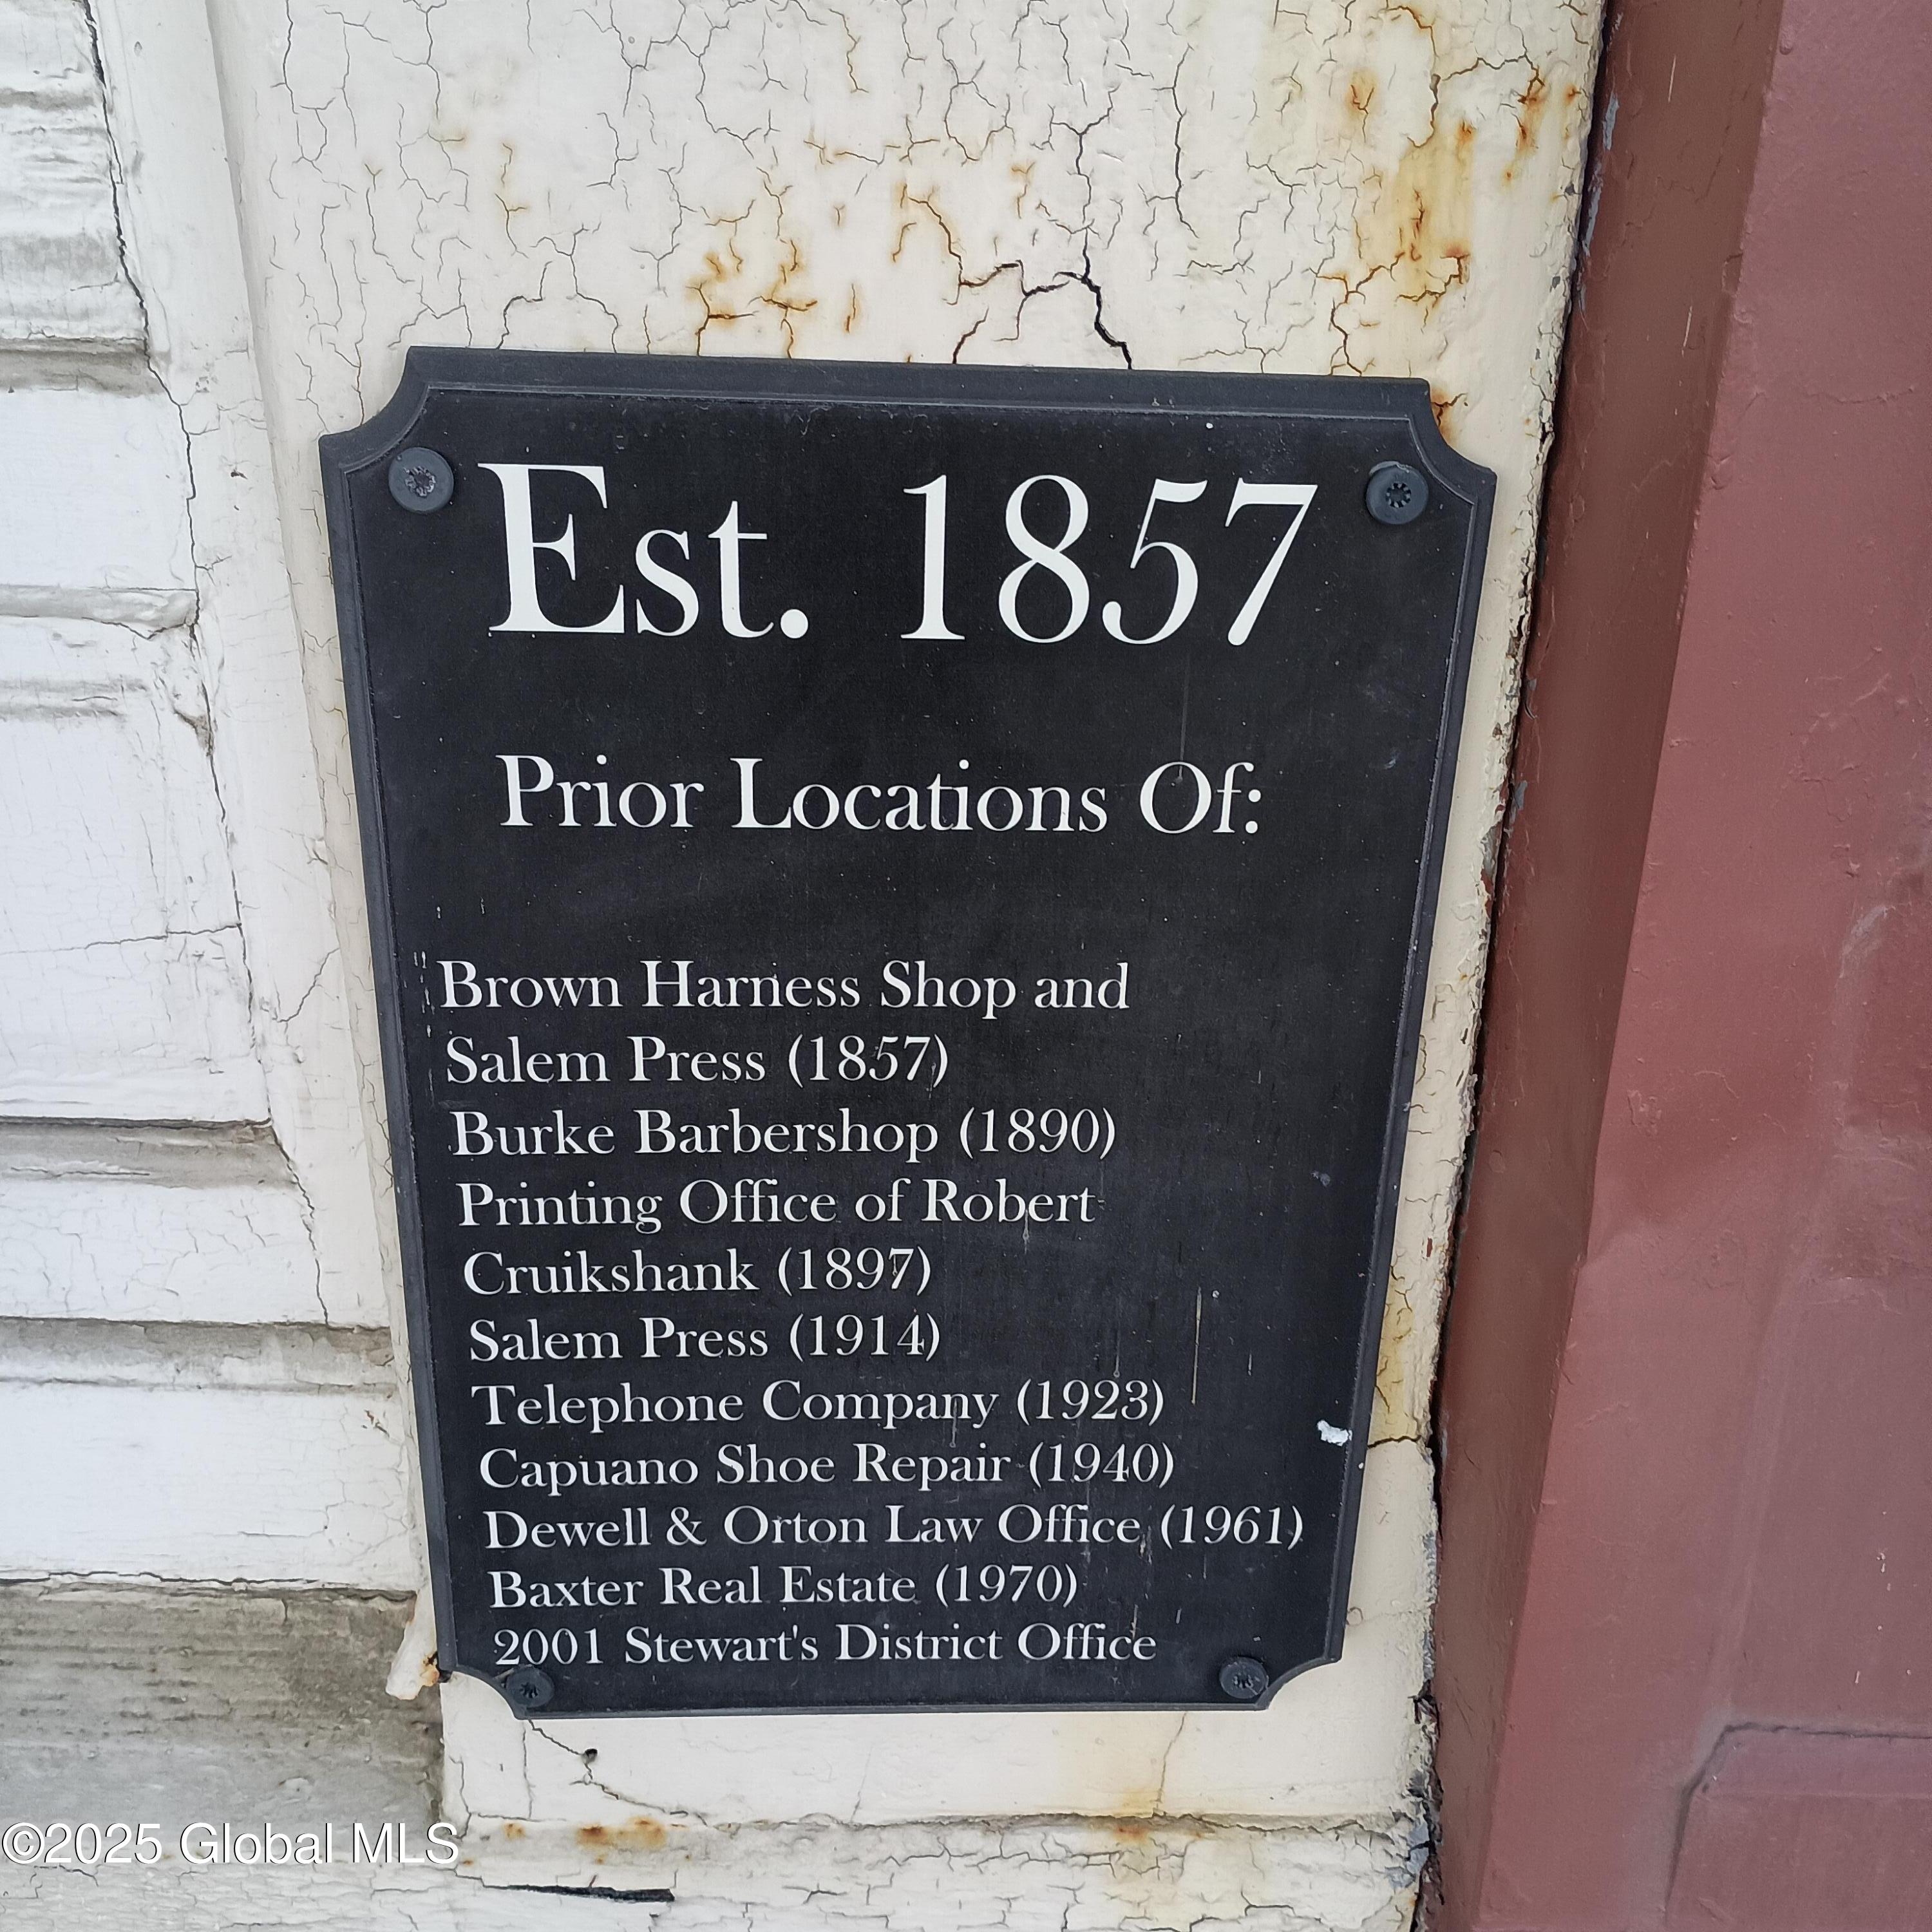 Est. 1857
Prior Locations Of:
Brown Harness Shop and
Salem Press (1857)
Burke Barbershop (1890)
Printing Office of Robert
Cruikshank (1897)
Salem Press (1914)
Telephone Company (1923)
Capuano Shoe Repair (1940)
Dewell & Orton Law Office (1961)
Baxter Real Estate (1970)
2001 Stewart's District Office
©2025 Global MLS